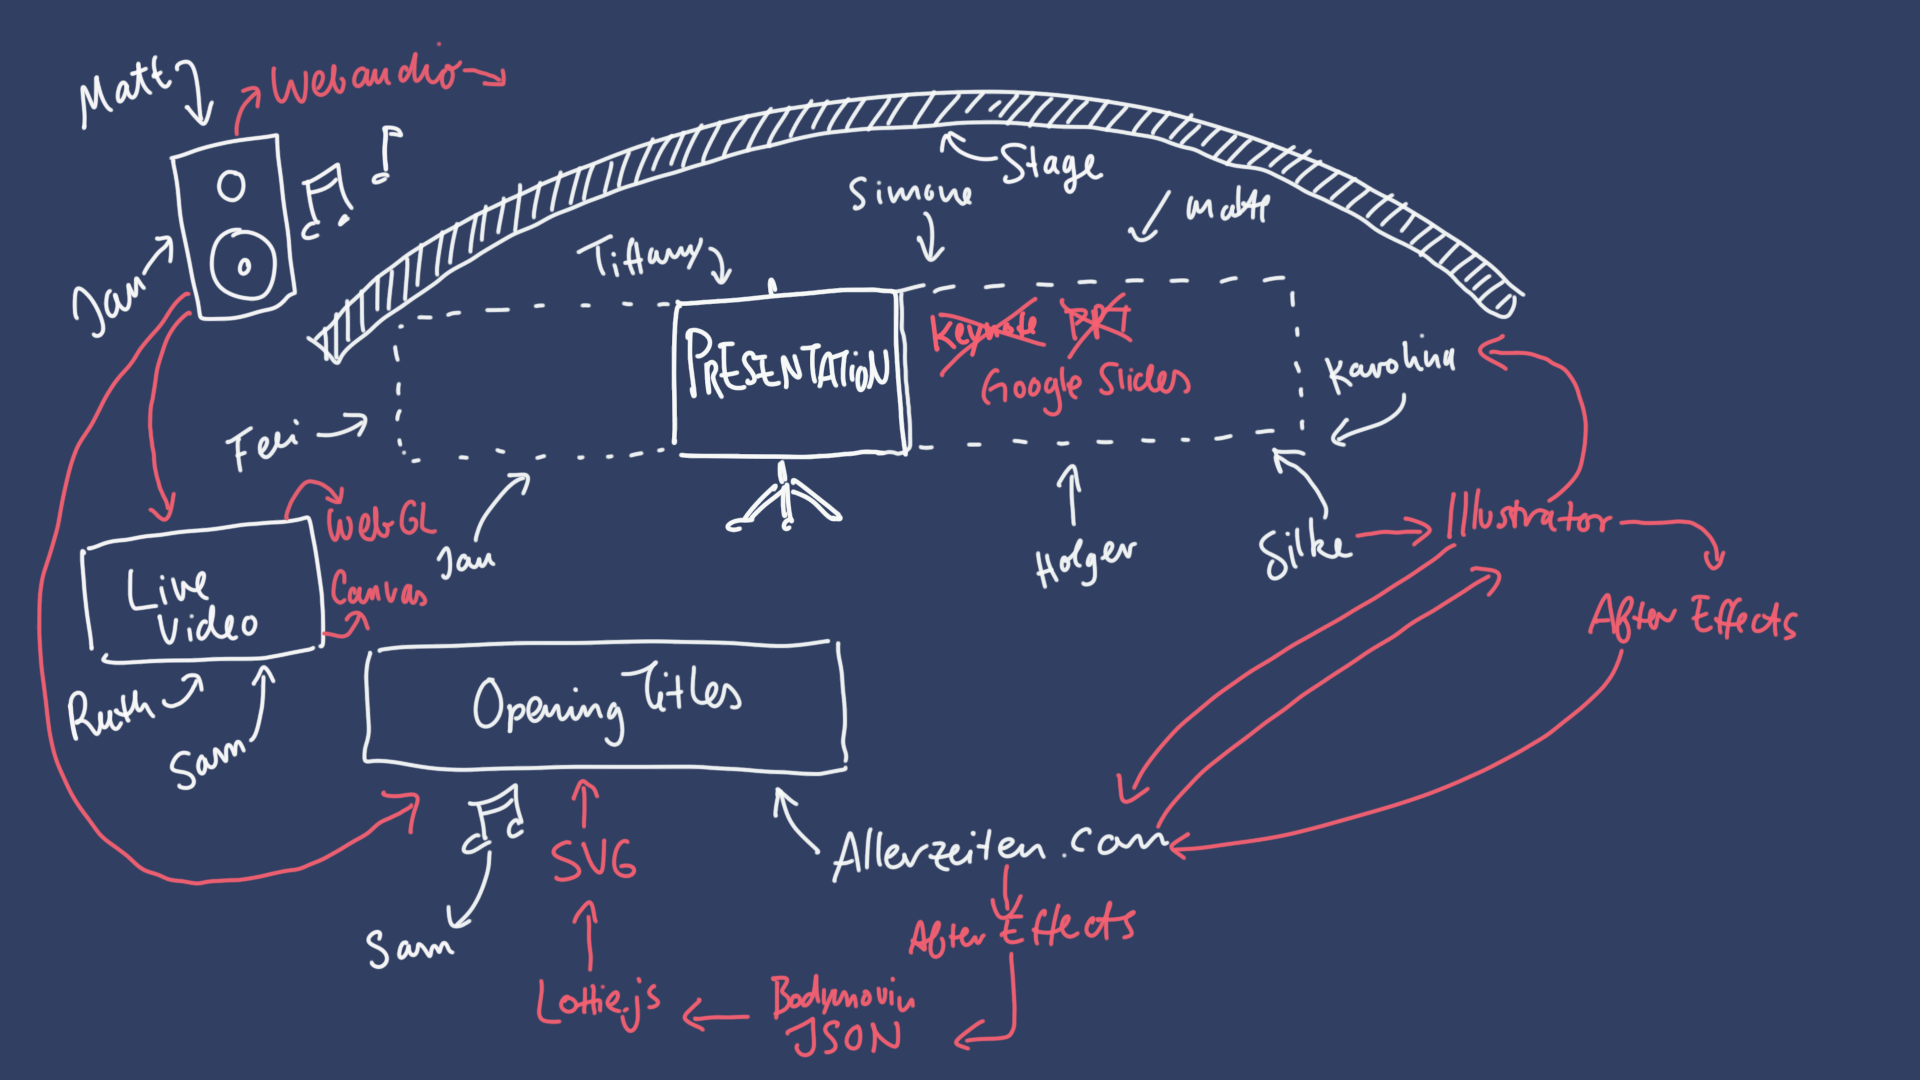 Matt
Webaudio
Stage
Simone
Matt
Tiffany
Jan
Keynote PPT
PRESENTATION
Google Slides
Karolina
Feli
WebGL
Illustrator
Jan
Holger
Silke
Live
Video
Canvas
After Effects
Ruth
Opening Titles
Sam
Allerzeiten.com
SVG
After Effects
Sam
Lottie.js
Bodymovin
JSON